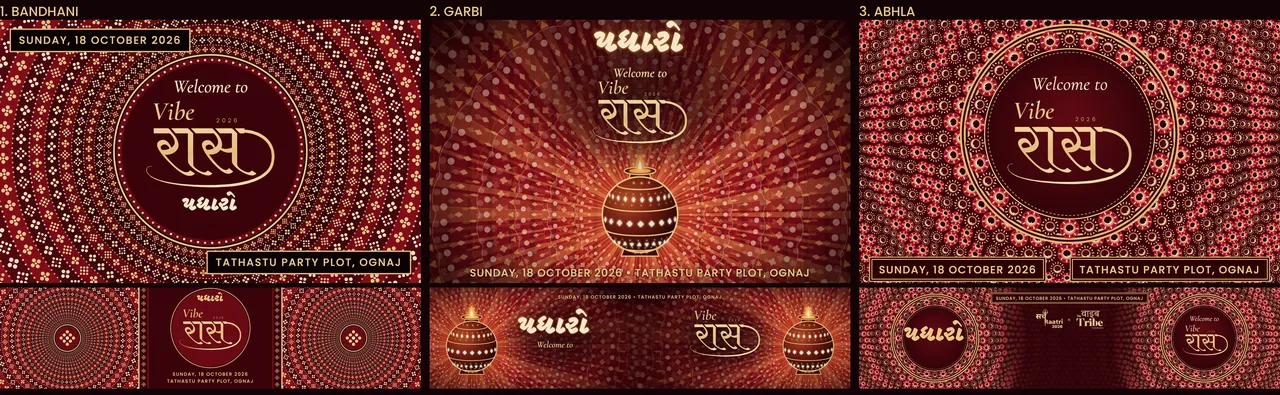 1. BANDHANI
SUNDAY, 18 OCTOBER 2026
Welcome to
Vibe
2026
રાસ
પધારો
TATHASTU PARTY PLOT, OGNAJ
પધારો
Vibe
रास
SUNDAY, 18 OCTOBER 2026
TATHASTU PARTY PLOT, OGNAJ
2. GARBI
પધારો
Welcome to
Vibe
2026
रास
SUNDAY, 18 OCTOBER 2026 • TATHASTU PARTY PLOT, OGNAJ
SUNDAY, 18 OCTOBER 2026 • TATHASTU PARTY PLOT, OGNAJ
પધારો
Welcome to
Vibe
रास
3. ABHLA
Welcome to
Vibe
2026
रास
SUNDAY, 18 OCTOBER 2026
TATHASTU PARTY PLOT, OGNAJ
SUNDAY, 18 OCTOBER 2026 • TATHASTU PARTY PLOT, OGNAJ
પધારો
raatri
2026
वाइब
Tribe
Welcome to
Vibe
रास